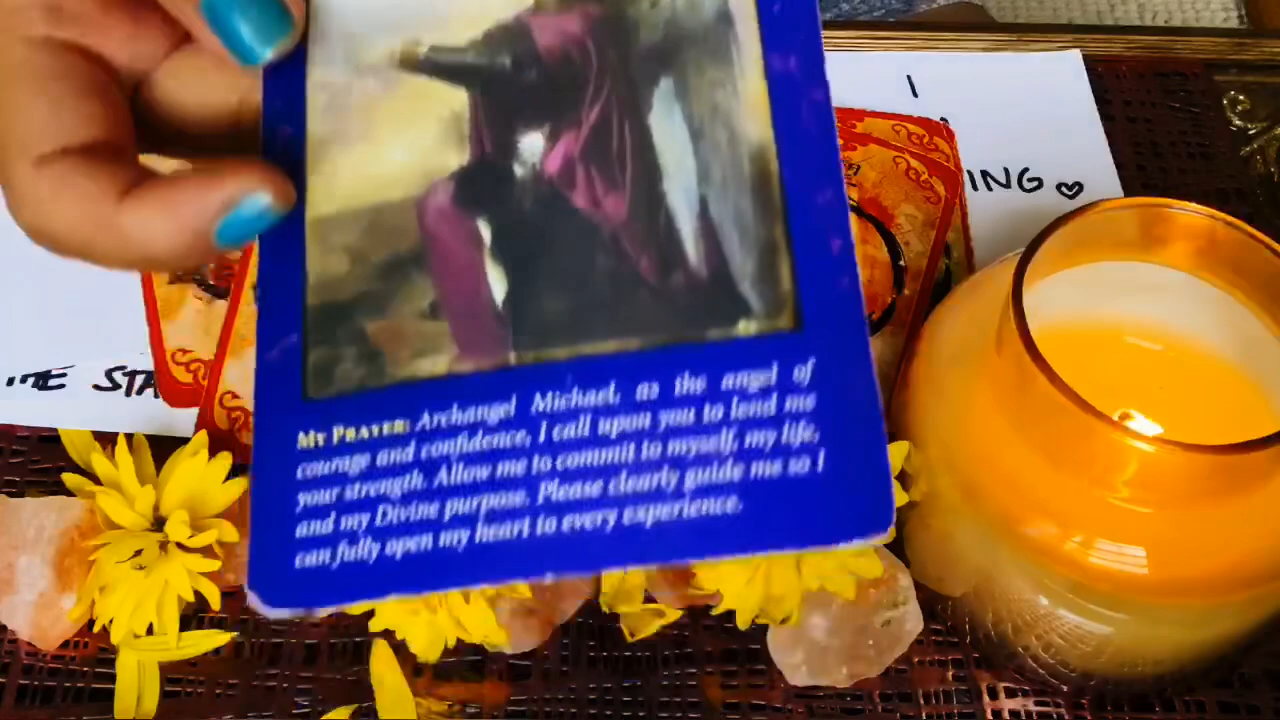 I
ING ♡
THE STA
MY PRAYER: Archangel Michael, as the angel of
courage and confidence, I call upon you to lend me
your strength. Allow me to commit to myself, my life,
and my Divine purpose. Please clearly guide me so I
can fully open my heart to every experience.